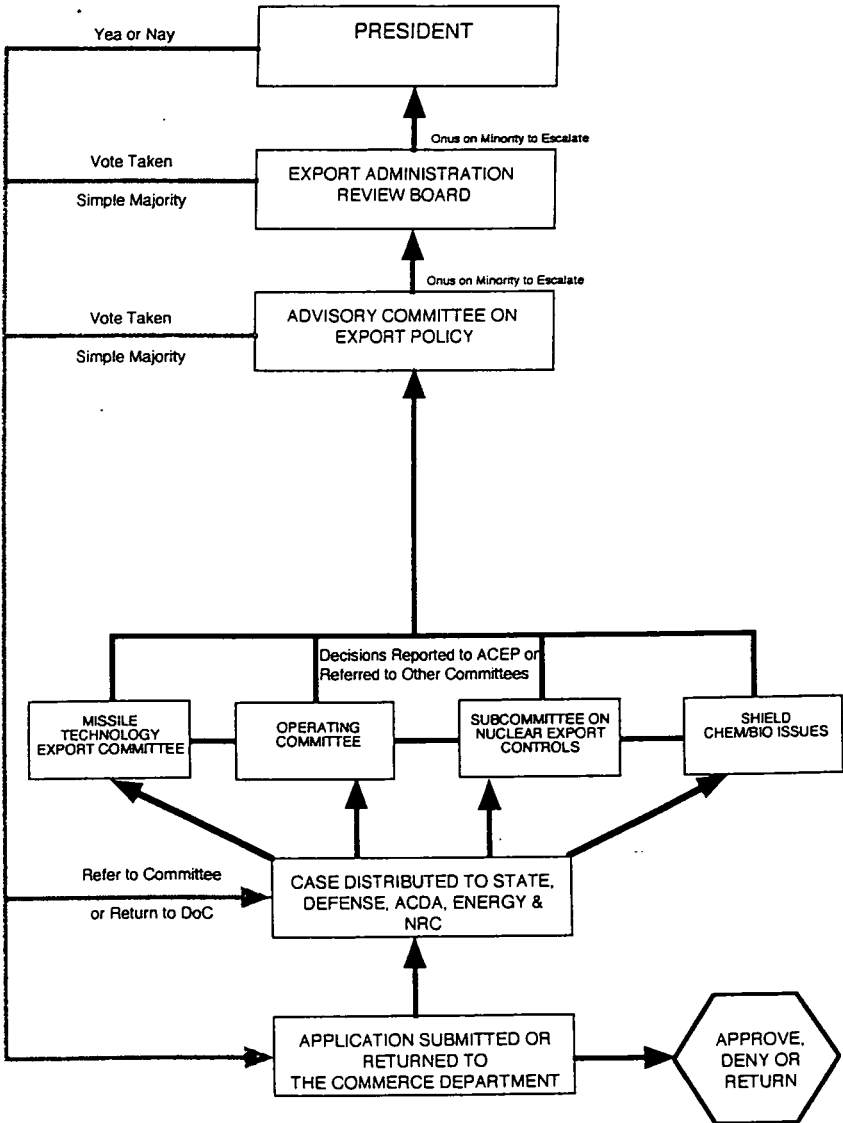 PRESIDENT
Yea or Nay
Onus on Minority to Escalate
Vote Taken
Simple Majority
EXPORT ADMINISTRATION
REVIEW BOARD
Onus on Minority to Escalate
Vote Taken
Simple Majority
ADVISORY COMMITTEE ON
EXPORT POLICY
Decisions Reported to ACEP or
Referred to Other Committees
MISSILE
TECHNOLOGY
EXPORT COMMITTEE
OPERATING
COMMITTEE
SUBCOMMITTEE ON
NUCLEAR EXPORT
CONTROLS
SHIELD
CHEM/BIO ISSUES
Refer to Committee
or Return to DoC
CASE DISTRIBUTED TO STATE,
DEFENSE, ACDA, ENERGY &
NRC
APPLICATION SUBMITTED OR
RETURNED TO
THE COMMERCE DEPARTMENT
APPROVE,
DENY OR
RETURN